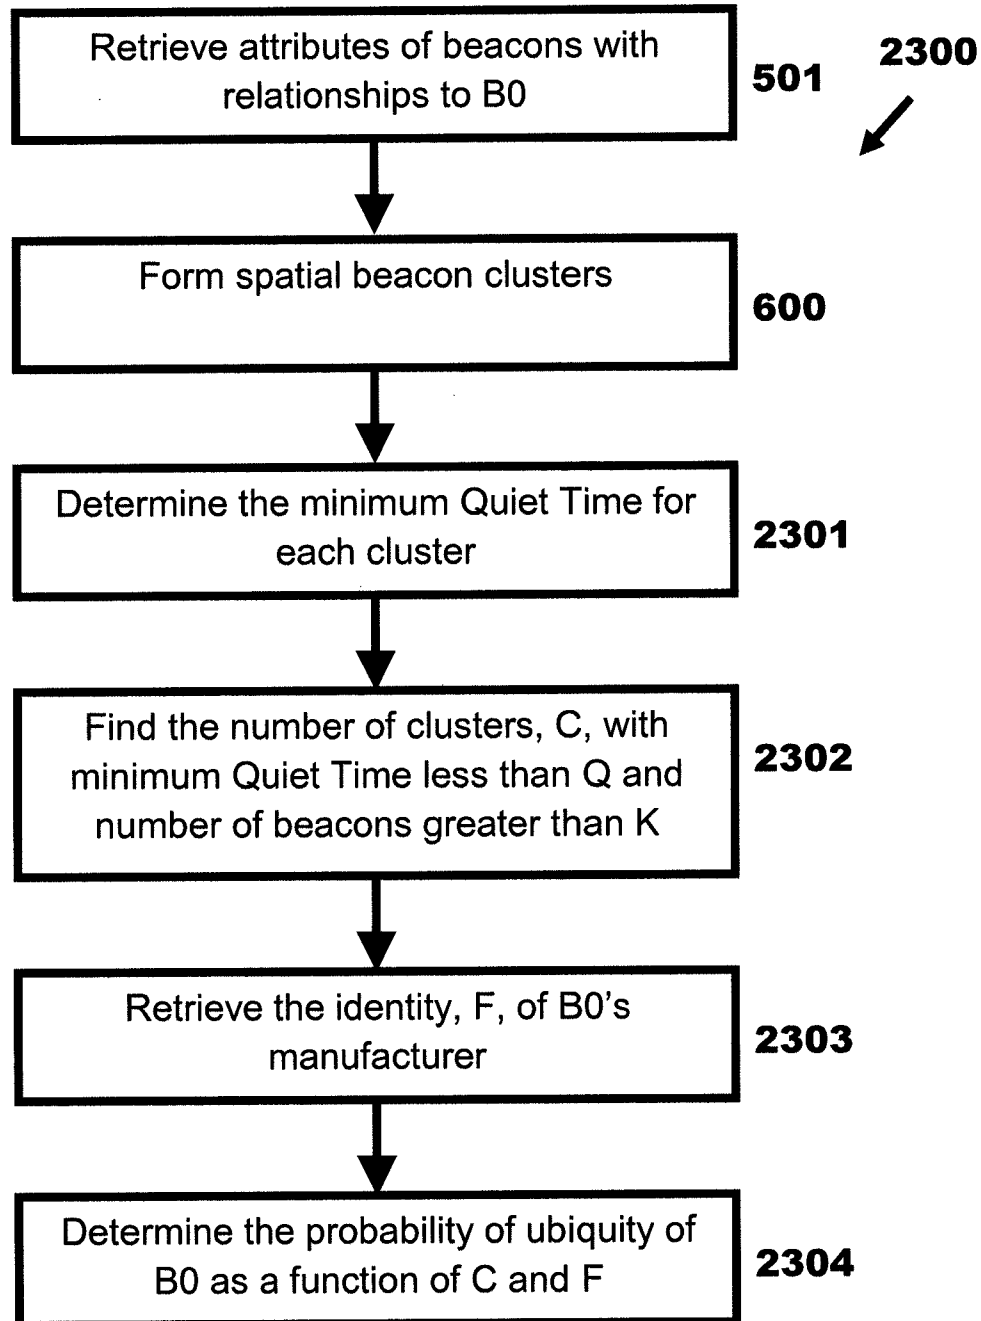 Retrieve attributes of beacons with
relationships to B0
501
2300
Form spatial beacon clusters
600
Determine the minimum Quiet Time for
each cluster
2301
Find the number of clusters, C, with
minimum Quiet Time less than Q and
number of beacons greater than K
2302
Retrieve the identity, F, of B0's
manufacturer
2303
Determine the probability of ubiquity of
B0 as a function of C and F
2304